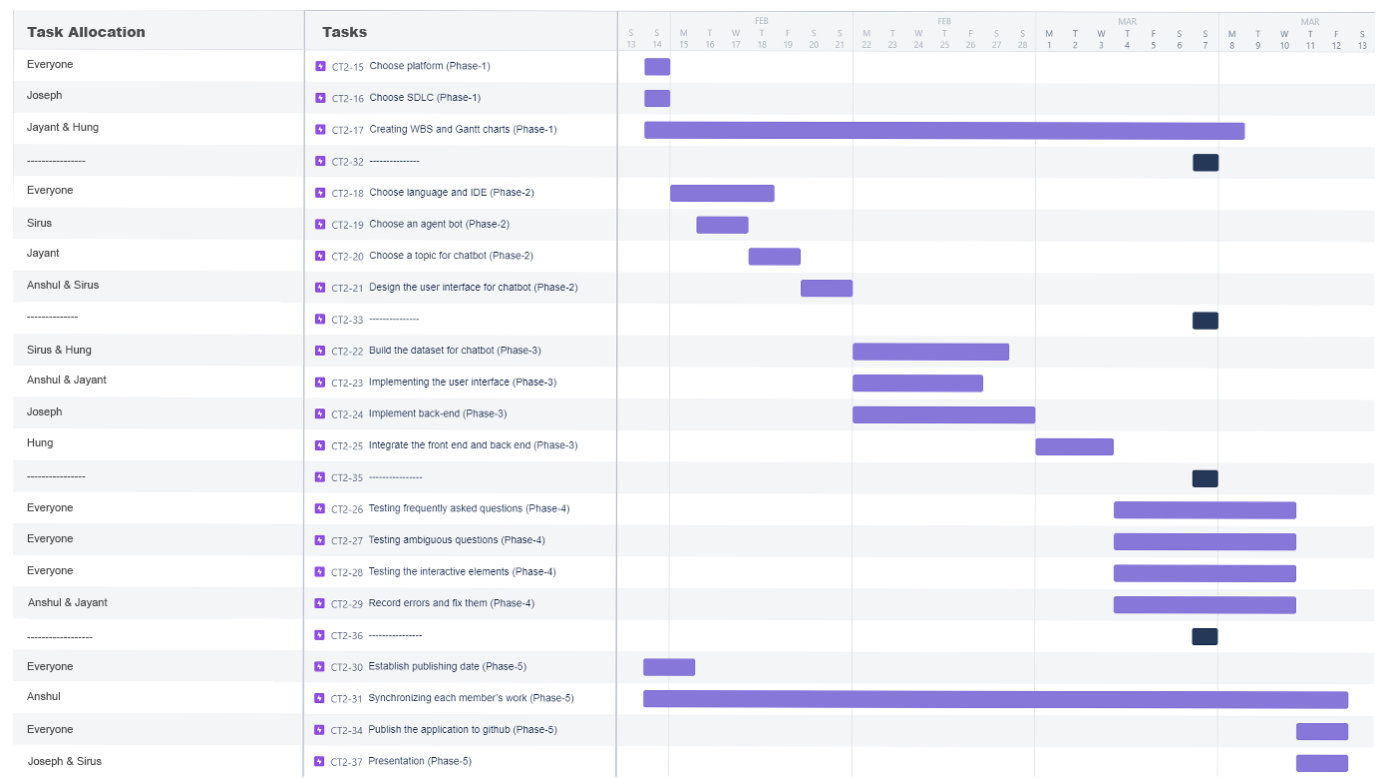 Task Allocation Tasks FEB FEB MAR MAR
S S M T W T F S S M T W T F S S M T W T F S S M T W T F S
13 14 15 16 17 18 19 20 21 22 23 24 25 26 27 28 1 2 3 4 5 6 7 8 9 10 11 12 13
Everyone CT2-15 Choose platform (Phase-1)
Joseph CT2-16 Choose SDLC (Phase-1)
Jayant & Hung CT2-17 Creating WBS and Gantt charts (Phase-1)
---------------- CT2-32 ---------------
Everyone CT2-18 Choose language and IDE (Phase-2)
Sirus CT2-19 Choose an agent bot (Phase-2)
Jayant CT2-20 Choose a topic for chatbot (Phase-2)
Anshul & Sirus CT2-21 Design the user interface for chatbot (Phase-2)
-------------- CT2-33 ---------------
Sirus & Hung CT2-22 Build the dataset for chatbot (Phase-3)
Anshul & Jayant CT2-23 Implementing the user interface (Phase-3)
Joseph CT2-24 Implement back-end (Phase-3)
Hung CT2-25 Integrate the front end and back end (Phase-3)
---------------- CT2-35 ----------------
Everyone CT2-26 Testing frequently asked questions (Phase-4)
Everyone CT2-27 Testing ambiguous questions (Phase-4)
Everyone CT2-28 Testing the interactive elements (Phase-4)
Anshul & Jayant CT2-29 Record errors and fix them (Phase-4)
------------------ CT2-36 ----------------
Everyone CT2-30 Establish publishing date (Phase-5)
Anshul CT2-31 Synchronizing each member's work (Phase-5)
Everyone CT2-34 Publish the application to github (Phase-5)
Joseph & Sirus CT2-37 Presentation (Phase-5)